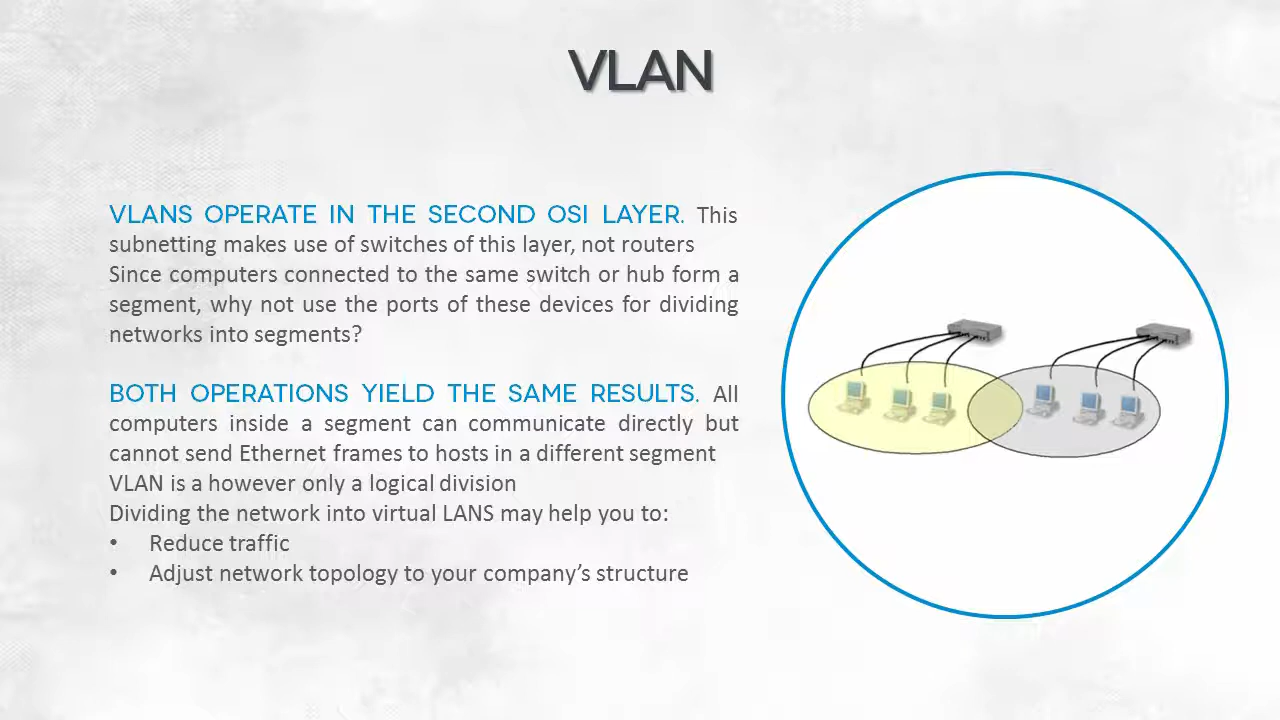 VLAN
VLANS OPERATE IN THE SECOND OSI LAYER. This
subnetting makes use of switches of this layer, not routers
Since computers connected to the same switch or hub form a
segment, why not use the ports of these devices for dividing
networks into segments?
BOTH OPERATIONS YIELD THE SAME RESULTS. All
computers inside a segment can communicate directly but
cannot send Ethernet frames to hosts in a different segment
VLAN is a however only a logical division
Dividing the network into virtual LANS may help you to:
• Reduce traffic
• Adjust network topology to your company’s structure